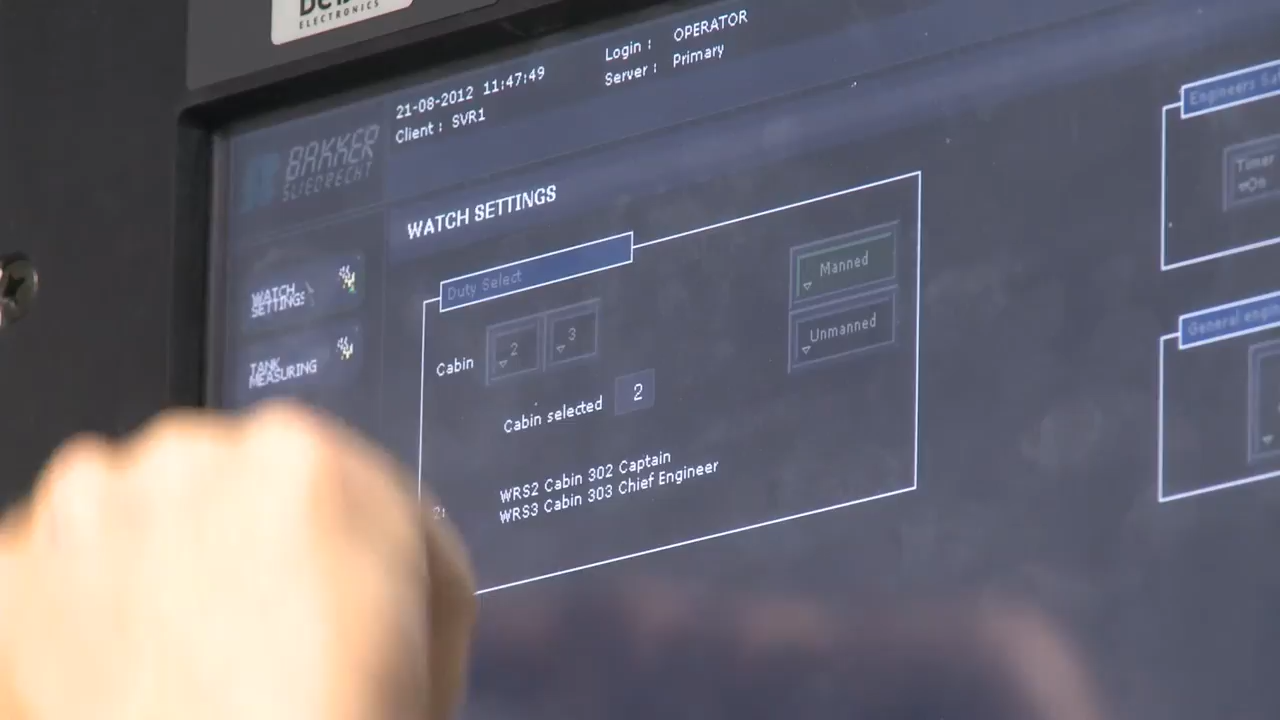 ELECTRONICS
21-08-2012 11:47:49
Client : SVR1
Login : OPERATOR
Server : Primary
BAKKER
SLIEDRECHT
WATCH SETTINGS
WATCH
SETTINGS
TANK
MEASURING
Duty Select
Cabin 2 3
Cabin selected 2
WRS2 Cabin 302 Captain
WRS3 Cabin 303 Chief Engineer
2:
Manned
Unmanned
Engineers
Timer
On
General